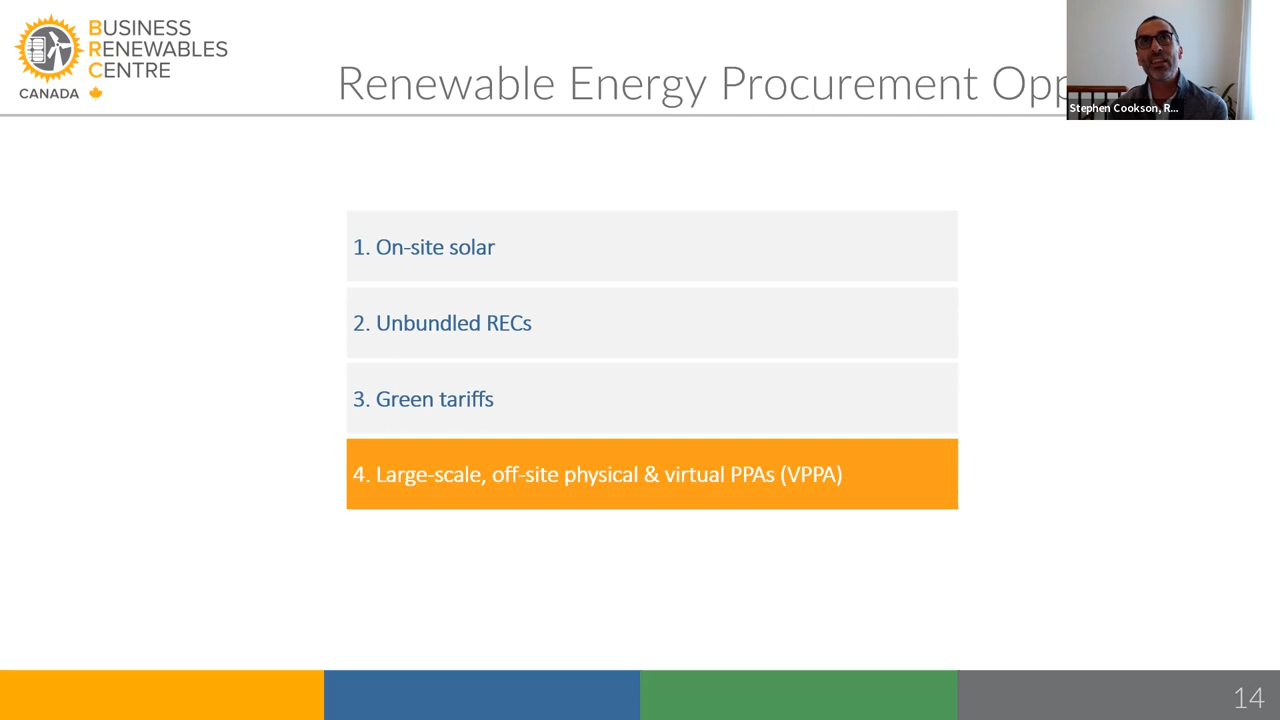 BUSINESS
RENEWABLES
CENTRE
CANADA
Renewable Energy Procurement Opp
Stephen Cookson, R...
1. On-site solar
2. Unbundled RECs
3. Green tariffs
4. Large-scale, off-site physical & virtual PPAs (VPPA)
14